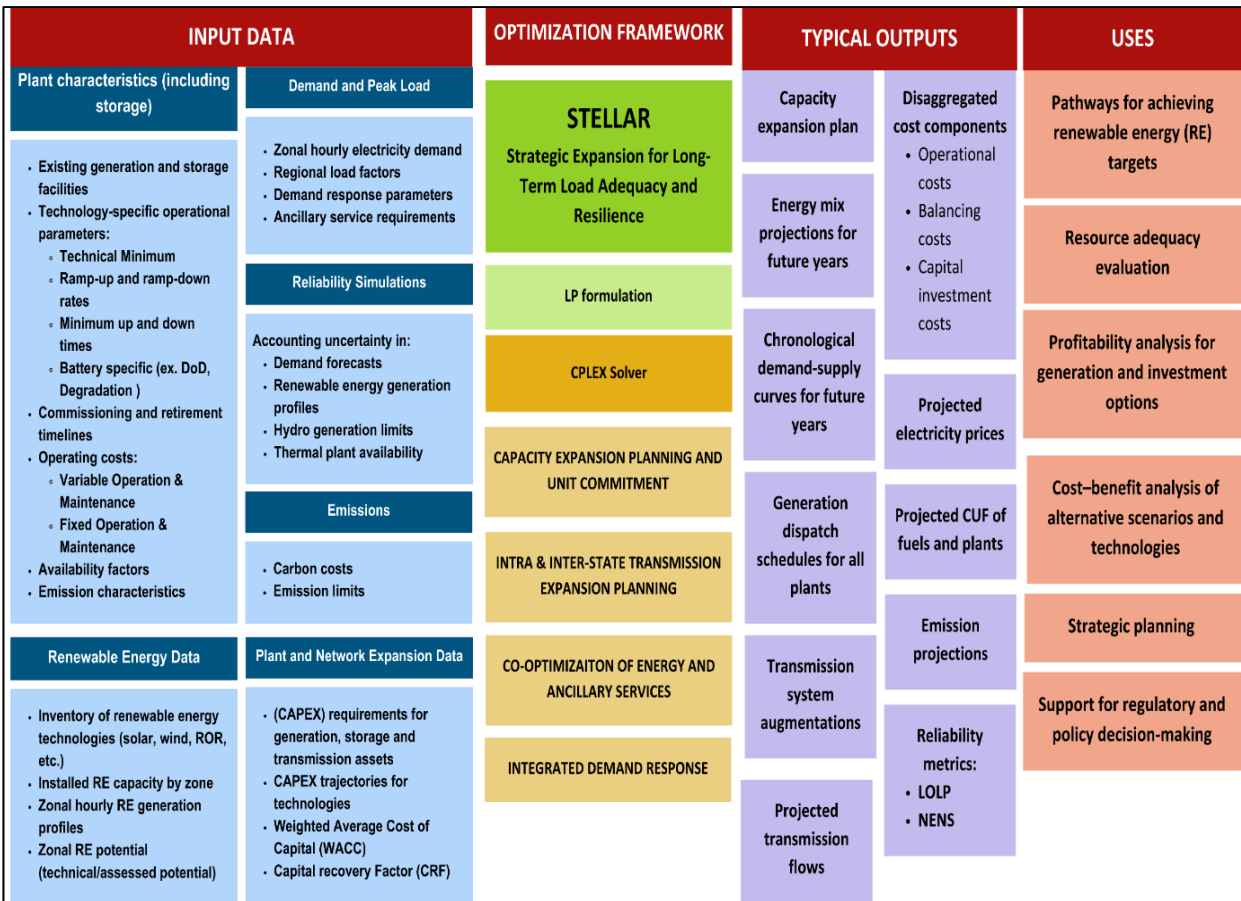 INPUT DATA
Plant characteristics (including
storage)
• Existing generation and storage
facilities
• Technology-specific operational
parameters:
◦ Technical Minimum
◦ Ramp-up and ramp-down
rates
◦ Minimum up and down
times
◦ Battery specific (ex. DoD,
Degradation )
• Commissioning and retirement
timelines
• Operating costs:
◦ Variable Operation &
Maintenance
◦ Fixed Operation &
Maintenance
• Availability factors
• Emission characteristics
Renewable Energy Data
• Inventory of renewable energy
technologies (solar, wind, ROR,
etc.)
• Installed RE capacity by zone
• Zonal hourly RE generation
profiles
• Zonal RE potential
(technical/assessed potential)
Demand and Peak Load
• Zonal hourly electricity demand
• Regional load factors
• Demand response parameters
• Ancillary service requirements
Reliability Simulations
Accounting uncertainty in:
• Demand forecasts
• Renewable energy generation
profiles
• Hydro generation limits
• Thermal plant availability
Emissions
• Carbon costs
• Emission limits
Plant and Network Expansion Data
• (CAPEX) requirements for
generation, storage and
transmission assets
• CAPEX trajectories for
technologies
• Weighted Average Cost of
Capital (WACC)
• Capital recovery Factor (CRF)
OPTIMIZATION FRAMEWORK
STELLAR
Strategic Expansion for Long-
Term Load Adequacy and
Resilience
LP formulation
CPLEX Solver
CAPACITY EXPANSION PLANNING AND
UNIT COMMITMENT
INTRA & INTER-STATE TRANSMISSION
EXPANSION PLANNING
CO-OPTIMIZAITON OF ENERGY AND
ANCILLARY SERVICES
INTEGRATED DEMAND RESPONSE
TYPICAL OUTPUTS
Capacity
expansion plan
Energy mix
projections for
future years
Chronological
demand-supply
curves for future
years
Generation
dispatch
schedules for all
plants
Transmission
system
augmentations
Projected
transmission
flows
Disaggregated
cost components
• Operational
costs
• Balancing
costs
• Capital
investment
costs
Projected
electricity prices
Projected CUF of
fuels and plants
Emission
projections
Reliability
metrics:
• LOLP
• NENS
USES
Pathways for achieving
renewable energy (RE)
targets
Resource adequacy
evaluation
Profitability analysis for
generation and investment
options
Cost–benefit analysis of
alternative scenarios and
technologies
Strategic planning
Support for regulatory and
policy decision-making